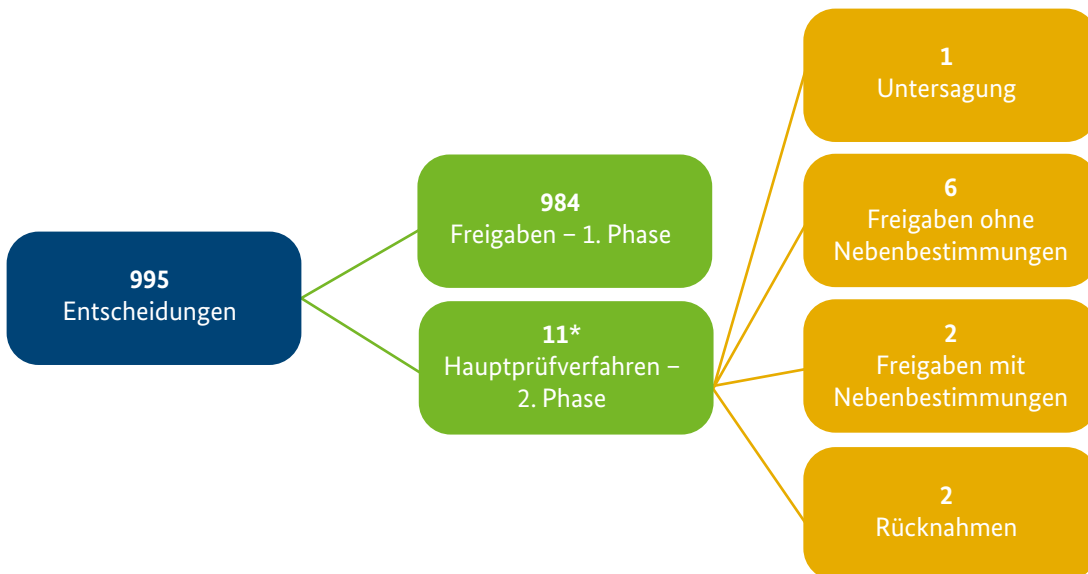 995
Entscheidungen
984
Freigaben – 1. Phase
11*
Hauptprüfverfahren –
2. Phase
1
Untersagung
6
Freigaben ohne
Nebenbestimmungen
2
Freigaben mit
Nebenbestimmungen
2
Rücknahmen